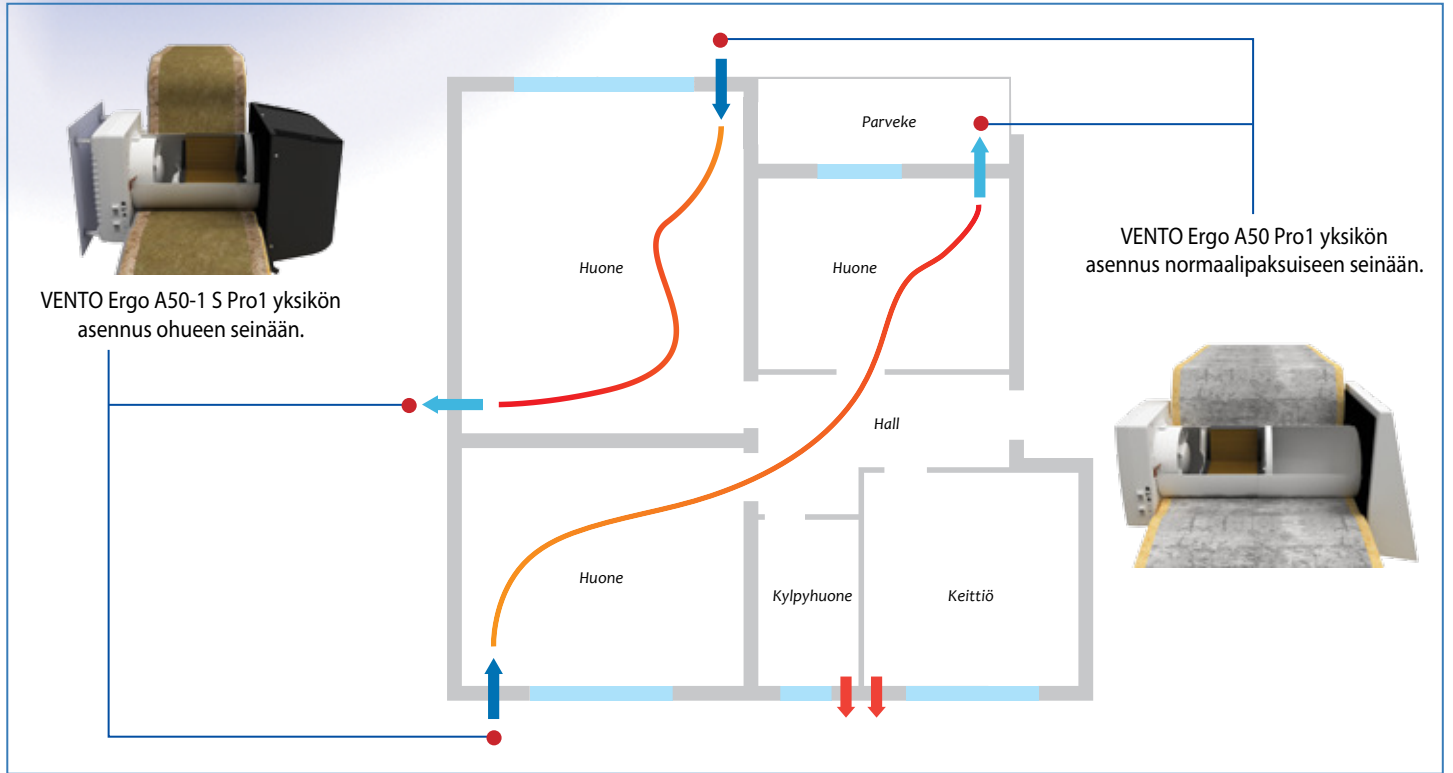 Parveke
VENTO Ergo A50 Pro1 yksikön
asennus normaalipaksuiseen seinään.
Huone
Huone
VENTO Ergo A50-1 S Pro1 yksikön
asennus ohueen seinään.
Hall
Huone
Kylpyhuone
Keittiö